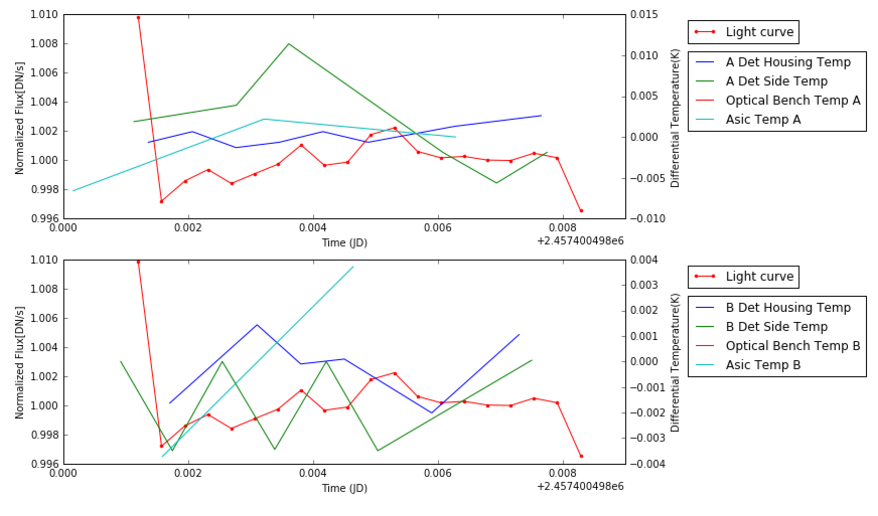 1.010
1.008
1.006
1.004
1.002
1.000
0.998
0.996
Normalized Flux[DN/s]
0.015
0.010
0.005
0.000
−0.005
−0.010
Differential Temperature(K)
0.000 0.002 0.004 0.006 0.008
Time (JD)
+2.457400498e6
Light curve
A Det Housing Temp
A Det Side Temp
Optical Bench Temp A
Asic Temp A
1.010
1.008
1.006
1.004
1.002
1.000
0.998
0.996
Normalized Flux[DN/s]
0.004
0.003
0.002
0.001
0.000
−0.001
−0.002
−0.003
−0.004
Differential Temperature(K)
0.000 0.002 0.004 0.006 0.008
Time (JD)
+2.457400498e6
Light curve
B Det Housing Temp
B Det Side Temp
Optical Bench Temp B
Asic Temp B